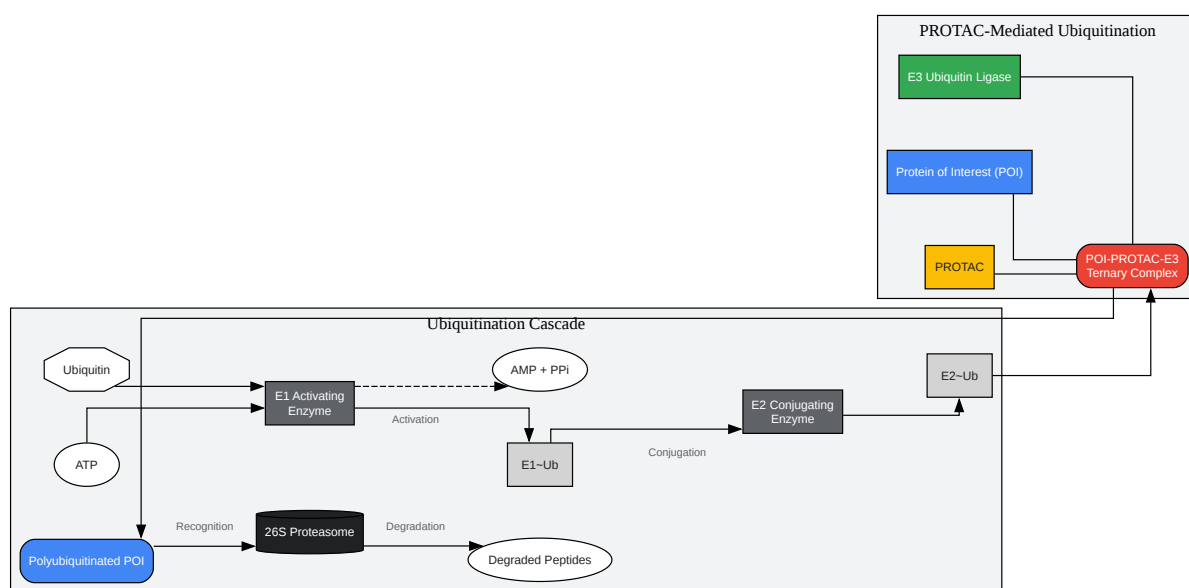 PROTAC-Mediated Ubiquitination
E3 Ubiquitin Ligase
Protein of Interest (POI)
PROTAC
POI-PROTAC-E3
Ternary Complex
Ubiquitination Cascade
Ubiquitin
AMP + PPi
E2~Ub
E1 Activating
Enzyme
Activation
E2 Conjugating
Enzyme
ATP
E1~Ub
Conjugation
Recognition
26S Proteasome
Degradation
Polyubiquitinated POI
Degraded Peptides